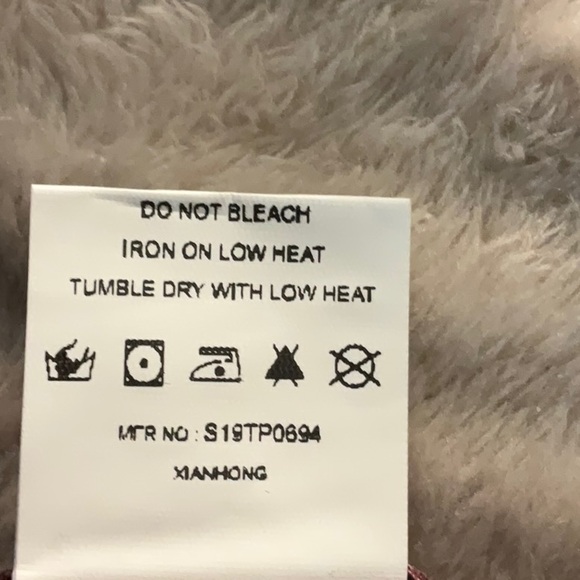 DO NOT BLEACH
IRON ON LOW HEAT
TUMBLE DRY WITH LOW HEAT
MFR NO : S19TP0694
XIANHONG